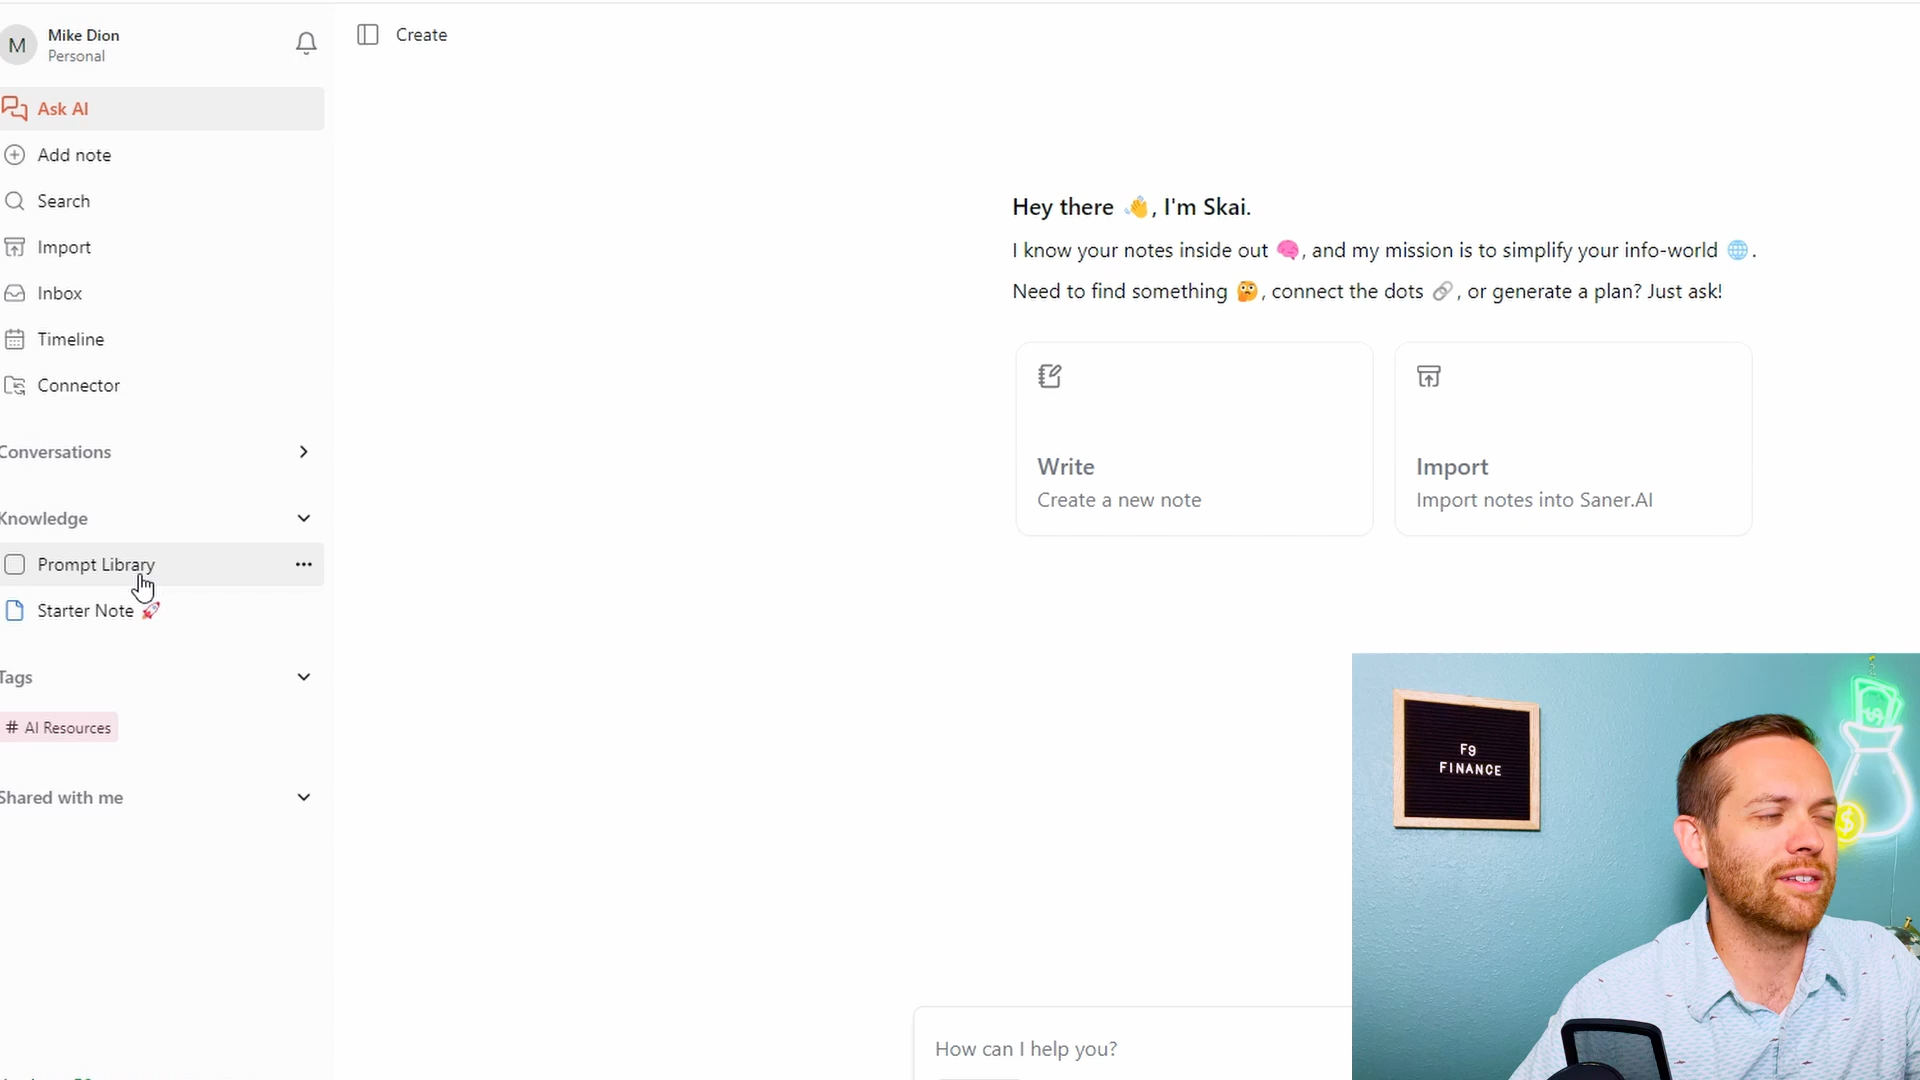 M
Mike Dion
Personal
Ask AI
Add note
Search
Import
Inbox
Timeline
Connector
Conversations
Knowledge
Prompt Library
Starter Note 🚀
Tags
# AI Resources
Shared with me
Create
Hey there 👋, I'm Skai.
I know your notes inside out 🧠, and my mission is to simplify your info-world 🌐.
Need to find something 🤔, connect the dots 🔗, or generate a plan? Just ask!
Write
Create a new note
Import
Import notes into Saner.AI
How can I help you?
F9
FINANCE
$